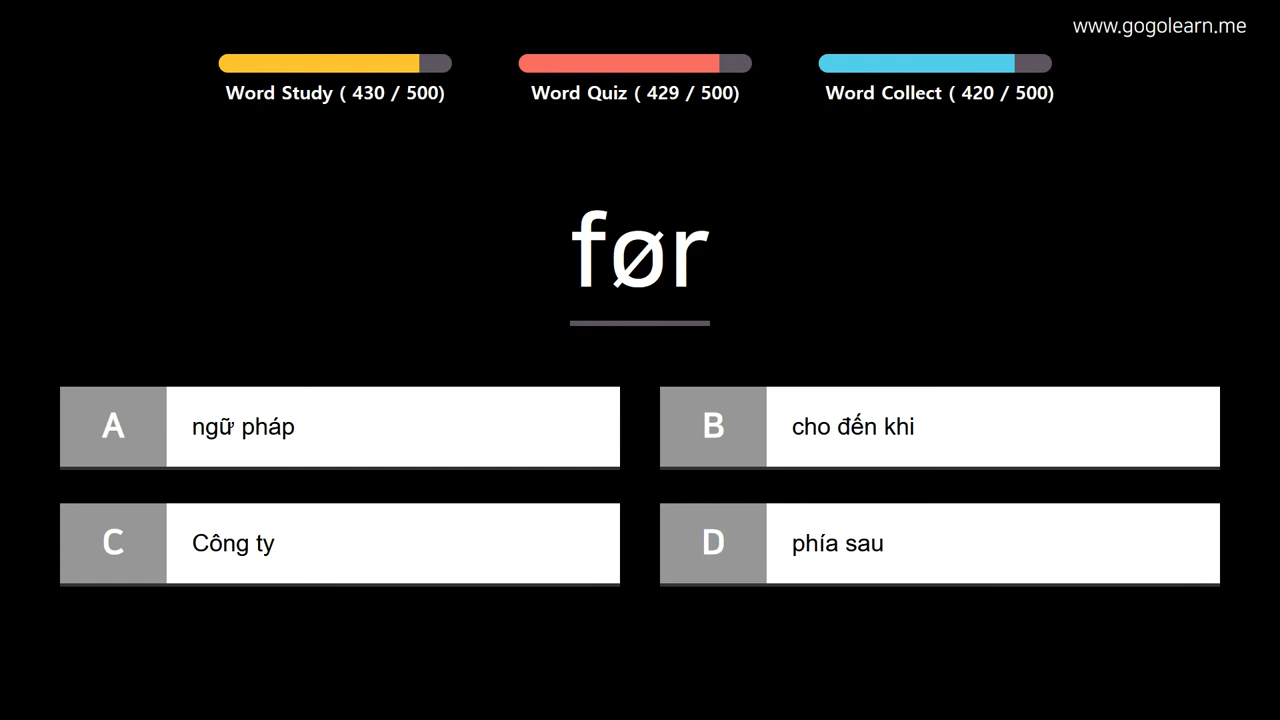 www.gogolearn.me
Word Study ( 430 / 500)
Word Quiz ( 429 / 500)
Word Collect ( 420 / 500)
før
A ngữ pháp
B cho đến khi
C Công ty
D phía sau